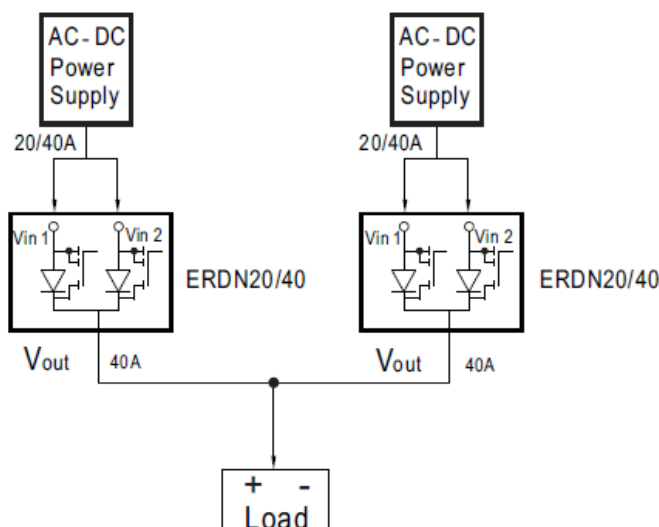 AC - DC
Power
Supply
AC - DC
Power
Supply
20/40A
20/40A
Vin 1
Vin 2
Vin 1
Vin 2
ERDN20/40
ERDN20/40
Vout
40A
Vout
40A
+ -
Load